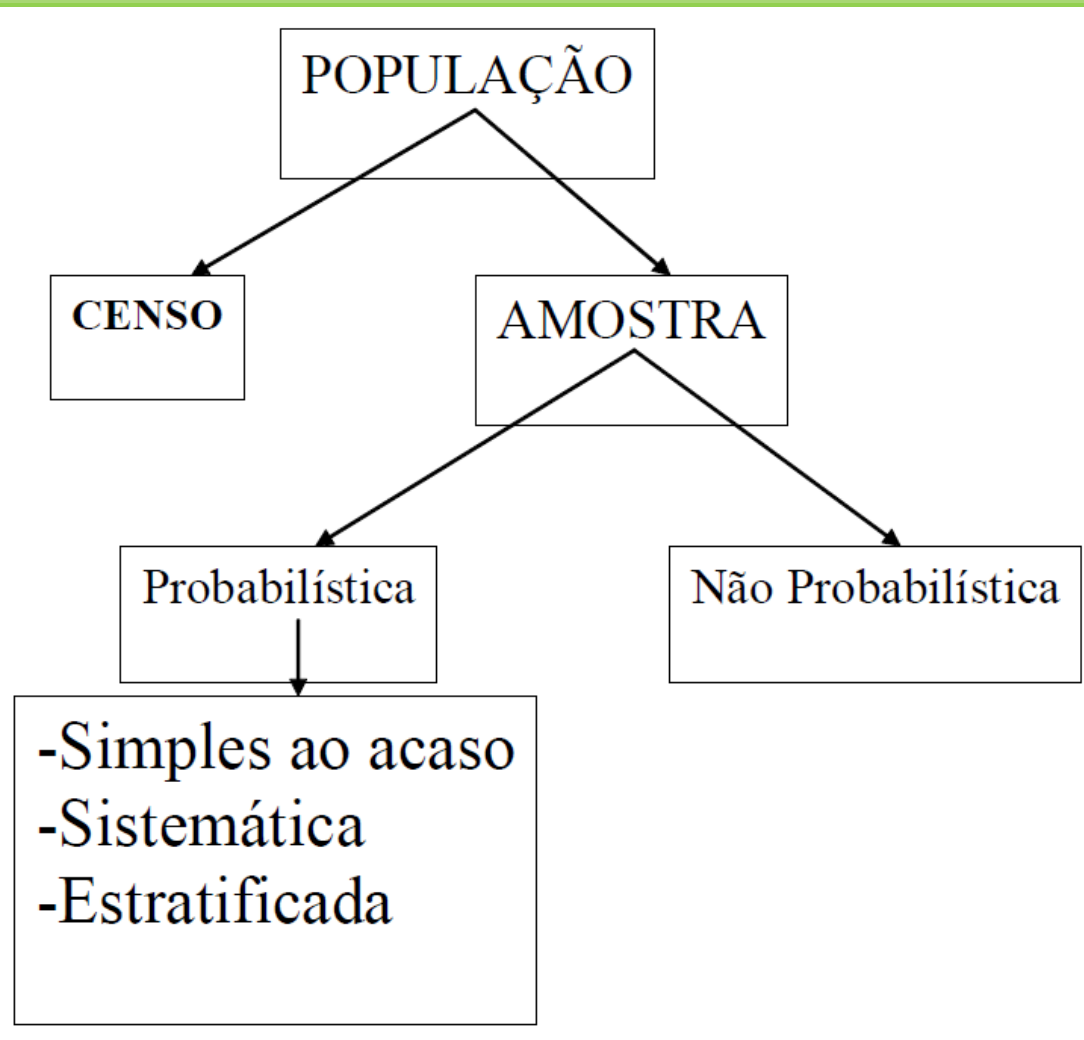 POPULAÇÃO
CENSO
AMOSTRA
Probabilística
Não Probabilística
-Simples ao acaso
-Sistemática
-Estratificada